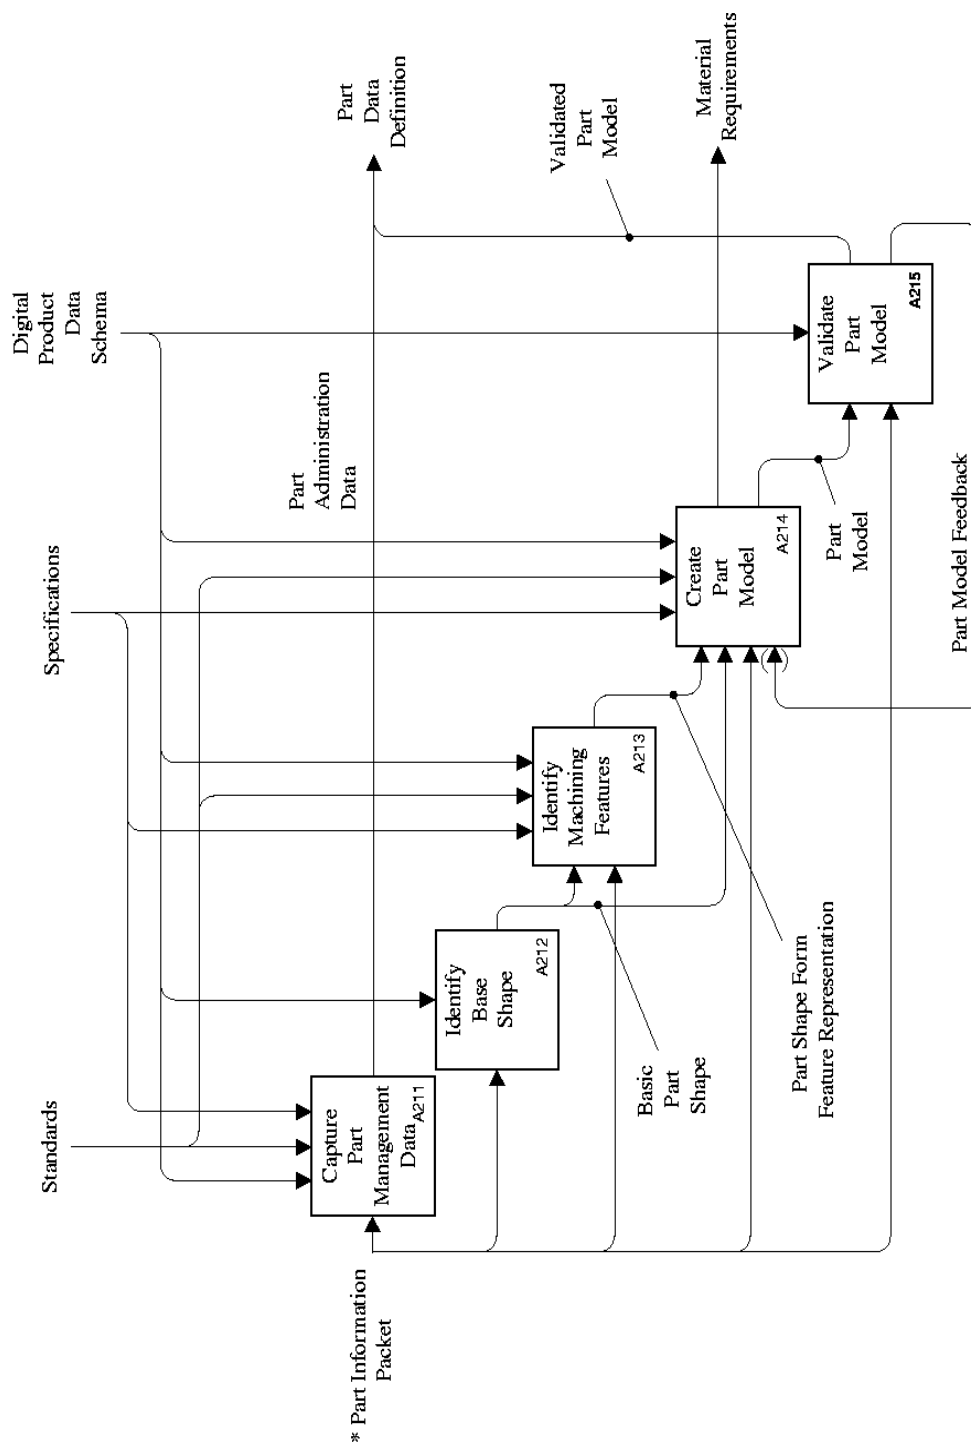 Standards
Specifications
Digital
Product
Data
Schema
* Part Information
Packet
Capture
Part
Management
Data
A211
Part
Administration
Data
Part
Data
Definition
Identify
Base
Shape
A212
Identify
Machining
Features
A213
Validated
Part
Model
Basic
Part
Shape
Create
Part
Model
A214
Material
Requirements
Part Shape Form
Feature Representation
Part
Model
Validate
Part
Model
A215
Part Model Feedback